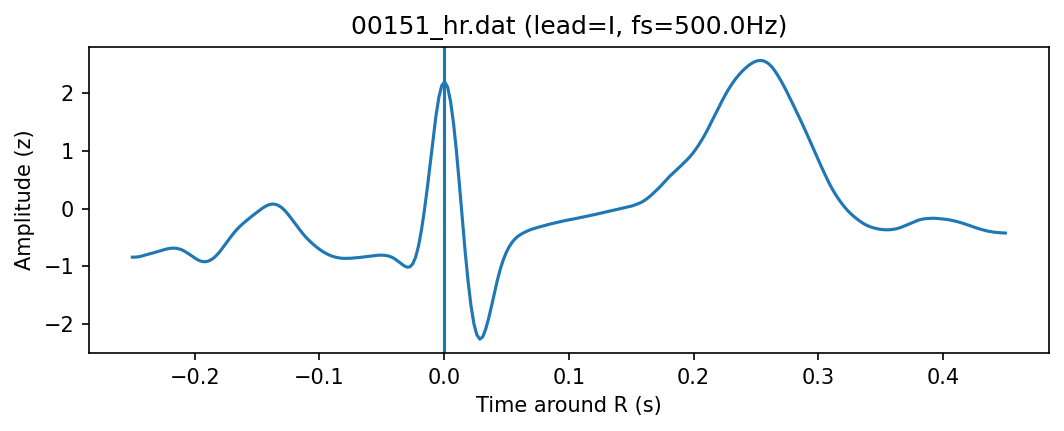 00151_hr.dat (lead=I, fs=500.0Hz)
Amplitude (z)
2
1
0
−1
−2
−0.2 −0.1 0.0 0.1 0.2 0.3 0.4
Time around R (s)